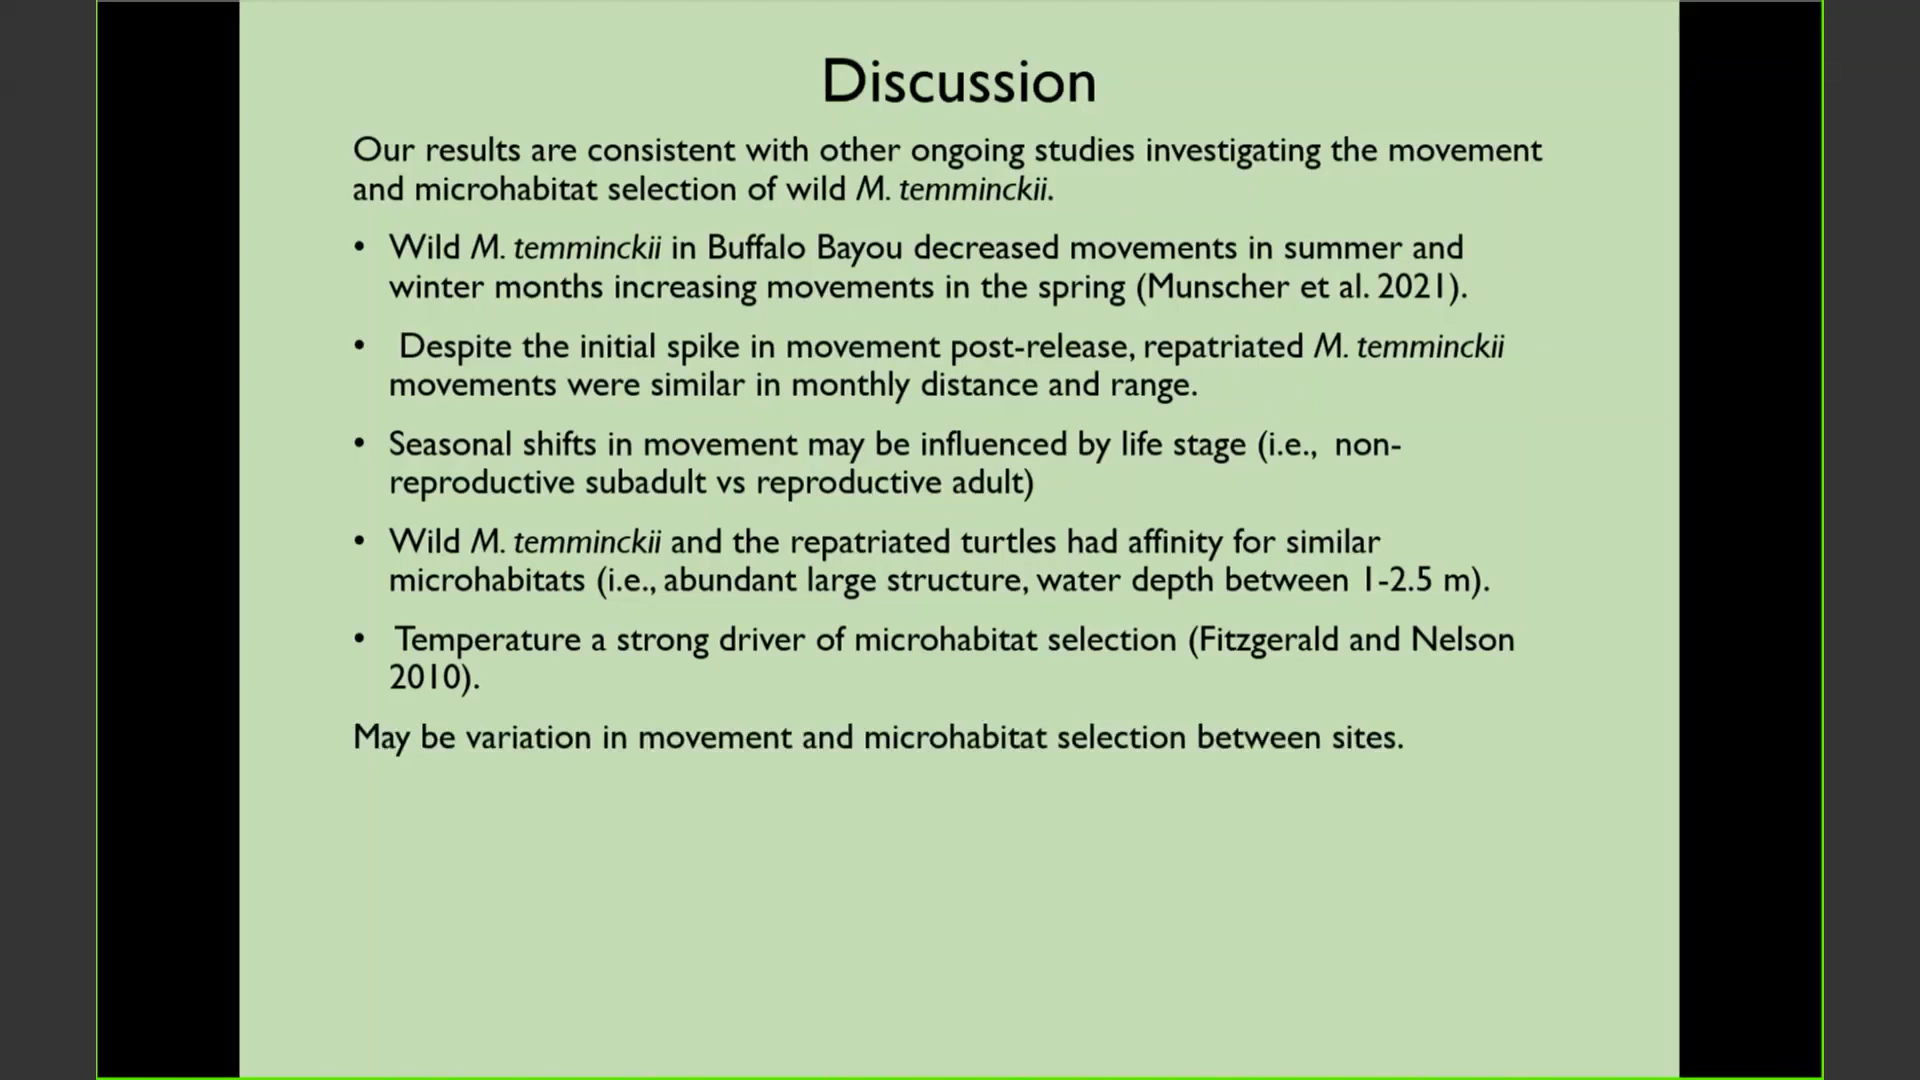 Discussion
Our results are consistent with other ongoing studies investigating the movement
and microhabitat selection of wild M. temminckii.
• Wild M. temminckii in Buffalo Bayou decreased movements in summer and
winter months increasing movements in the spring (Munscher et al. 2021).
• Despite the initial spike in movement post-release, repatriated M. temminckii
movements were similar in monthly distance and range.
• Seasonal shifts in movement may be influenced by life stage (i.e., non-
reproductive subadult vs reproductive adult)
• Wild M. temminckii and the repatriated turtles had affinity for similar
microhabitats (i.e., abundant large structure, water depth between 1-2.5 m).
• Temperature a strong driver of microhabitat selection (Fitzgerald and Nelson
2010).
May be variation in movement and microhabitat selection between sites.